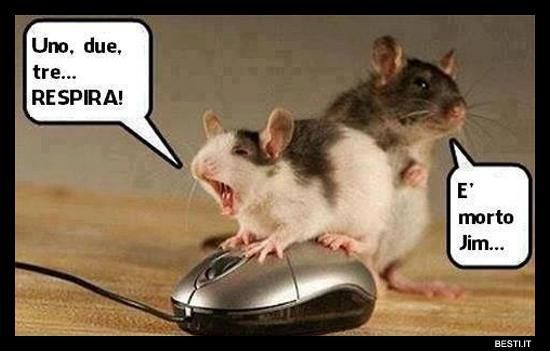 Uno, due,
tre...
RESPIRA!
E'
morto
Jim...
BESTI.IT